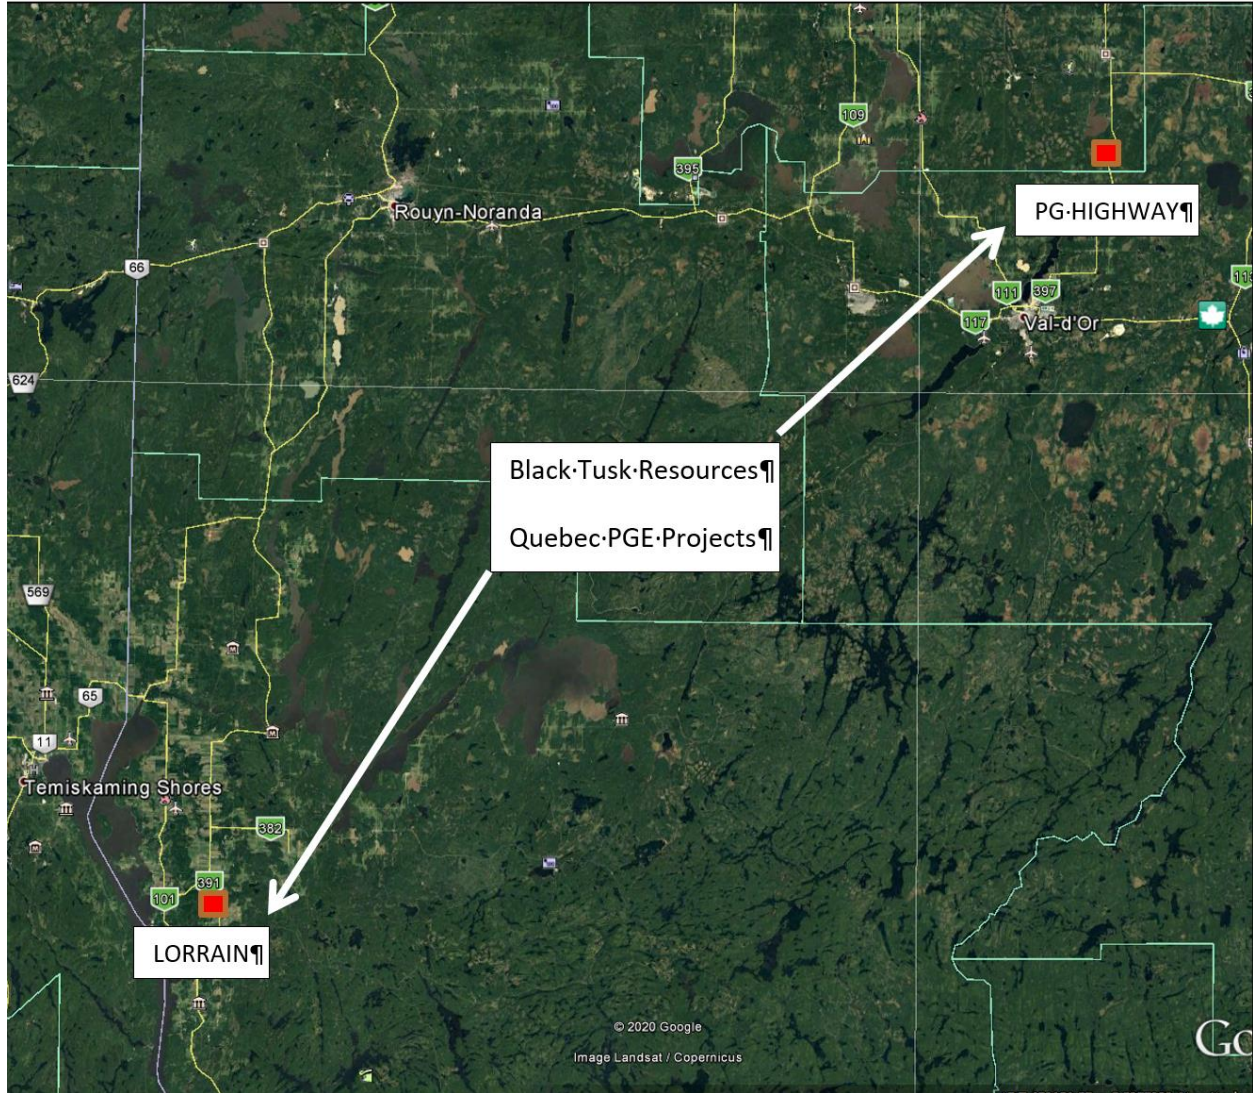 109
395
PG·HIGHWAY¶
Rouyn-Noranda
66
111
397
117
Val-d'Or
624
Black·Tusk·Resources¶
Quebec·PGE·Projects¶
569
65
11
Temiskaming Shores
382
391
101
LORRAIN¶
© 2020 Google
Image Landsat / Copernicus
Go